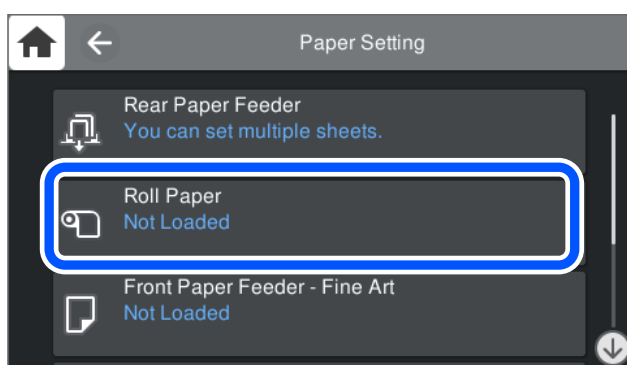 Paper Setting
Rear Paper Feeder
You can set multiple sheets.
Roll Paper
Not Loaded
Front Paper Feeder - Fine Art
Not Loaded